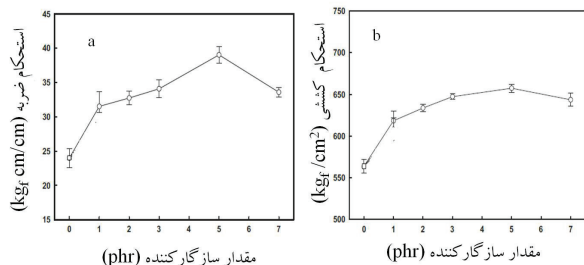 a
استحکام ضربه (kgf cm/cm)
45
40
35
30
25
20
15
0 1 2 3 4 5 6 7
مقدار سازگارکننده (phr)
b
استحکام کششی (kgf /cm²)
750
700
650
600
550
500
0 1 2 3 4 5 6 7
مقدار سازگارکننده (phr)